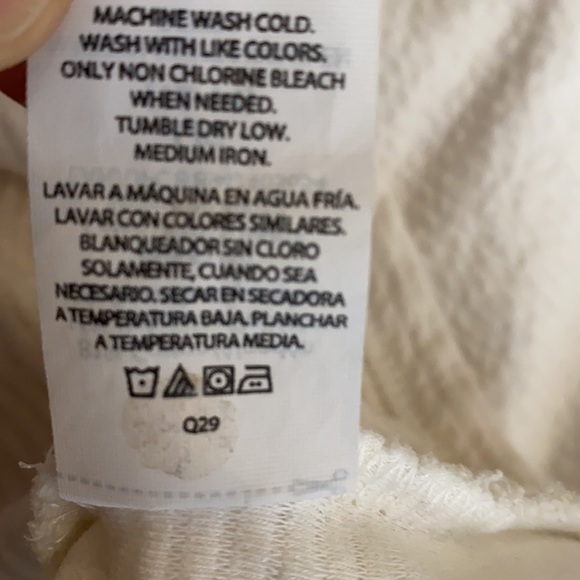 MACHINE WASH COLD.
WASH WITH LIKE COLORS.
ONLY NON CHLORINE BLEACH
WHEN NEEDED.
TUMBLE DRY LOW.
MEDIUM IRON.
LAVAR A MÁQUINA EN AGUA FRÍA.
LAVAR CON COLORES SIMILARES.
BLANQUEADOR SIN CLORO
SOLAMENTE, CUANDO SEA
NECESARIO. SECAR EN SECADORA
A TEMPERATURA BAJA. PLANCHAR
A TEMPERATURA MEDIA.
Q29